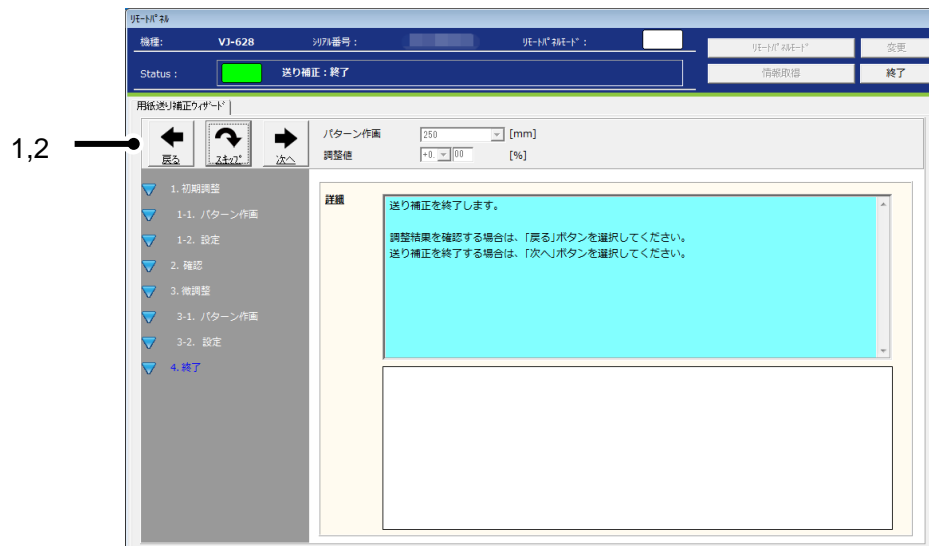 ﾘﾓｰﾄﾊﾟﾈﾙ
機種: VJ-628 ｼﾘｱﾙ番号： ﾘﾓｰﾄﾊﾟﾈﾙﾓｰﾄﾞ： ﾘﾓｰﾄﾊﾟﾈﾙﾓｰﾄﾞ 変更
Status： 送り補正：終了 情報取得 終了
用紙送り補正ｳｨｻﾞｰﾄﾞ
パターン作画 250 [mm]
1,2
戻る ｽｷｯﾌﾟ 次へ 調整値 +0. 00 [%]
1. 初期調整
1-1. パターン作画
1-2. 設定
2. 確認
3. 微調整
3-1. パターン作画
3-2. 設定
4. 終了
詳細
送り補正を終了します。
調整結果を確認する場合は、「戻る」ボタンを選択してください。
送り補正を終了する場合は、「次へ」ボタンを選択してください。